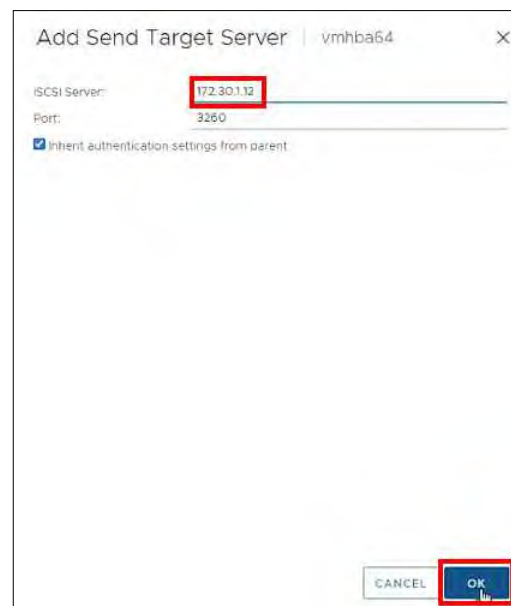 Add Send Target Server | vmhba64
iSCSI Server: 172.30.1.12
Port: 3260
Inherit authentication settings from parent
CANCEL OK